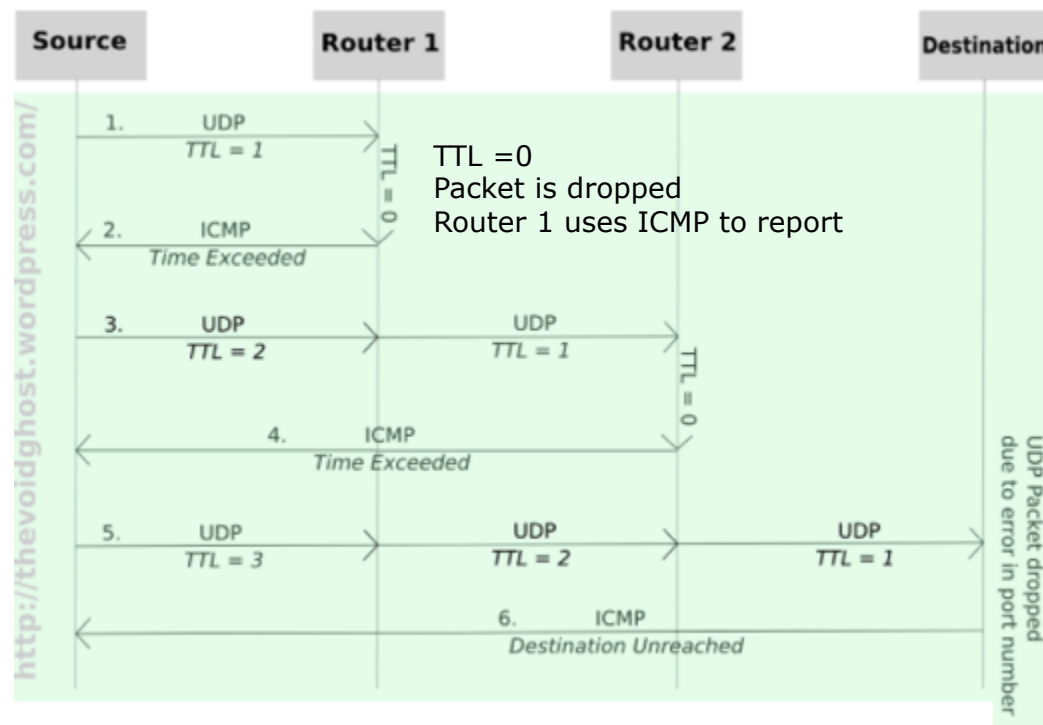 Source
Router 1
Router 2
Destination
http://thevoidghost.wordpress.com/
1. UDP
TTL = 1
TTL = 0
TTL =0
Packet is dropped
Router 1 uses ICMP to report
2. ICMP
Time Exceeded
3. UDP
TTL = 2
UDP
TTL = 1
TTL = 0
4. ICMP
Time Exceeded
5. UDP
TTL = 3
UDP
TTL = 2
UDP
TTL = 1
UDP Packet dropped
due to error in port number
6. ICMP
Destination Unreached